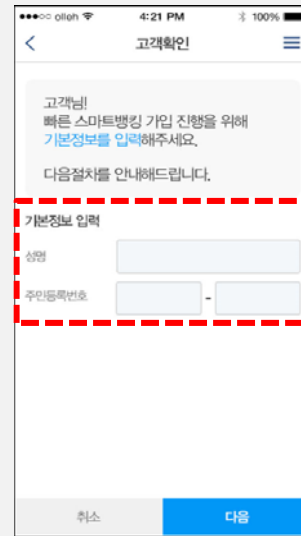 olleh 4:21 PM 100%
고객확인
고객님!
빠른 스마트뱅킹 가입 진행을 위해
기본정보를 입력해주세요.
다음절차를 안내해드립니다.
기본정보 입력
성명
주민등록번호 -
취소 다음